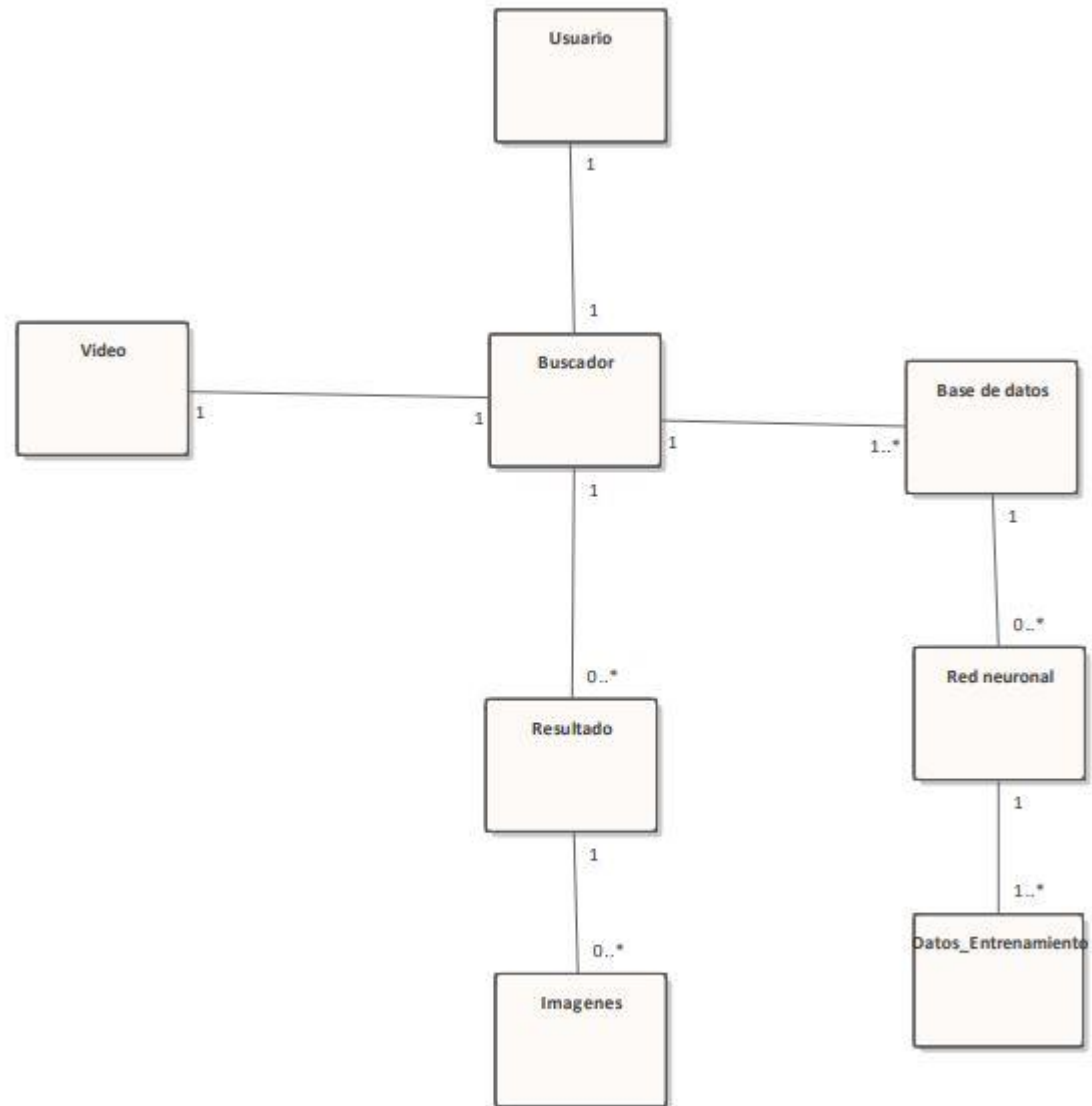 Usuario
1
1
Video
Buscador
Base de datos
1
1
1
1..*
1
1
0..*
0..*
Red neuronal
Resultado
1
1
1..*
0..*
Datos_Entrenamiento
Imagenes